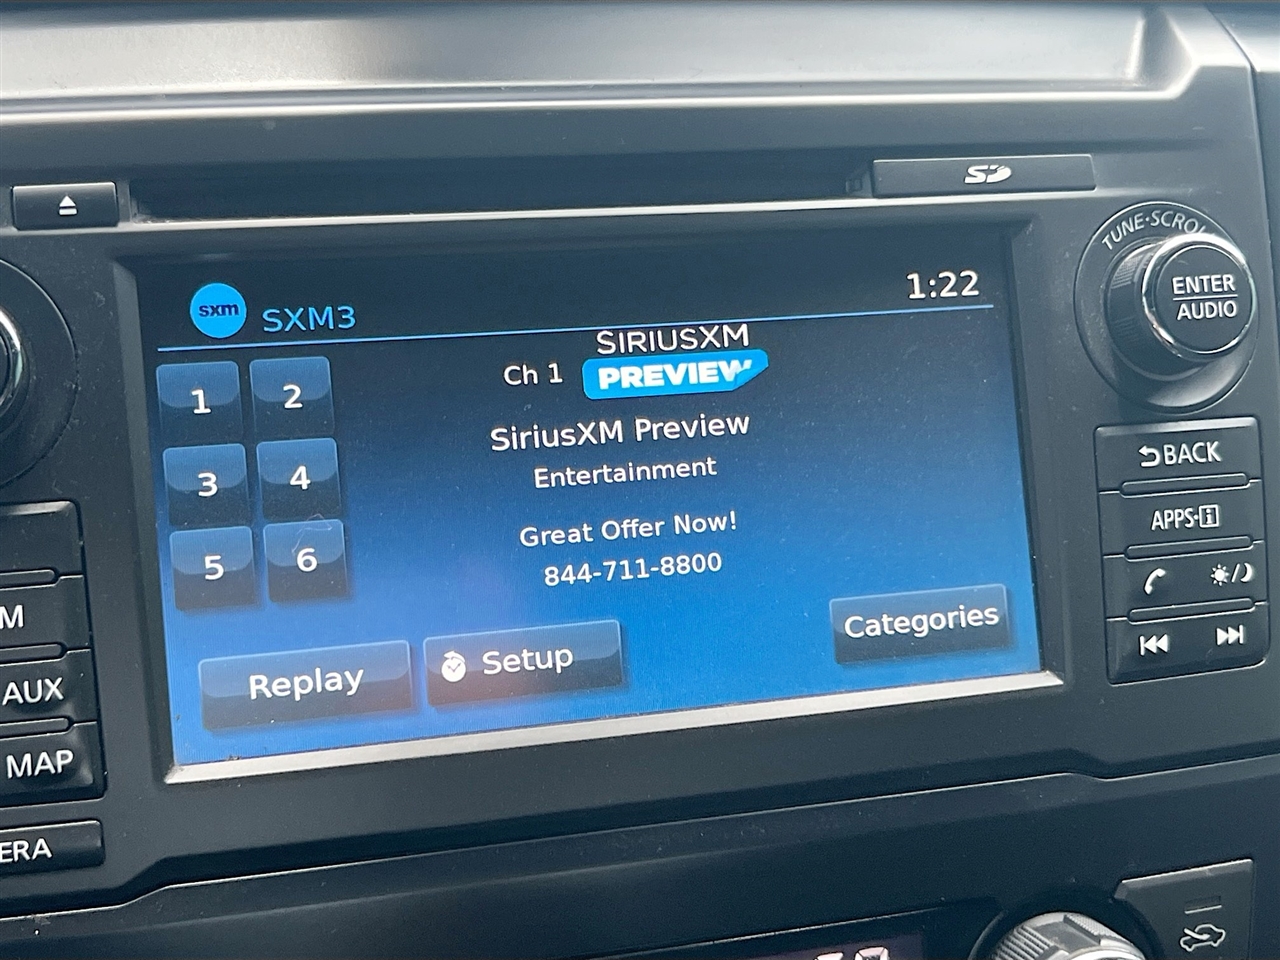 SD
TUNE·SCROLL
ENTER
AUDIO
sxm
SXM3
1:22
SIRIUSXM
Ch 1
PREVIEW
1
2
SiriusXM Preview
Entertainment
3
4
Great Offer Now!
844-711-8800
5
6
Replay
Setup
Categories
BACK
APPS·i
M
AUX
MAP
ERA